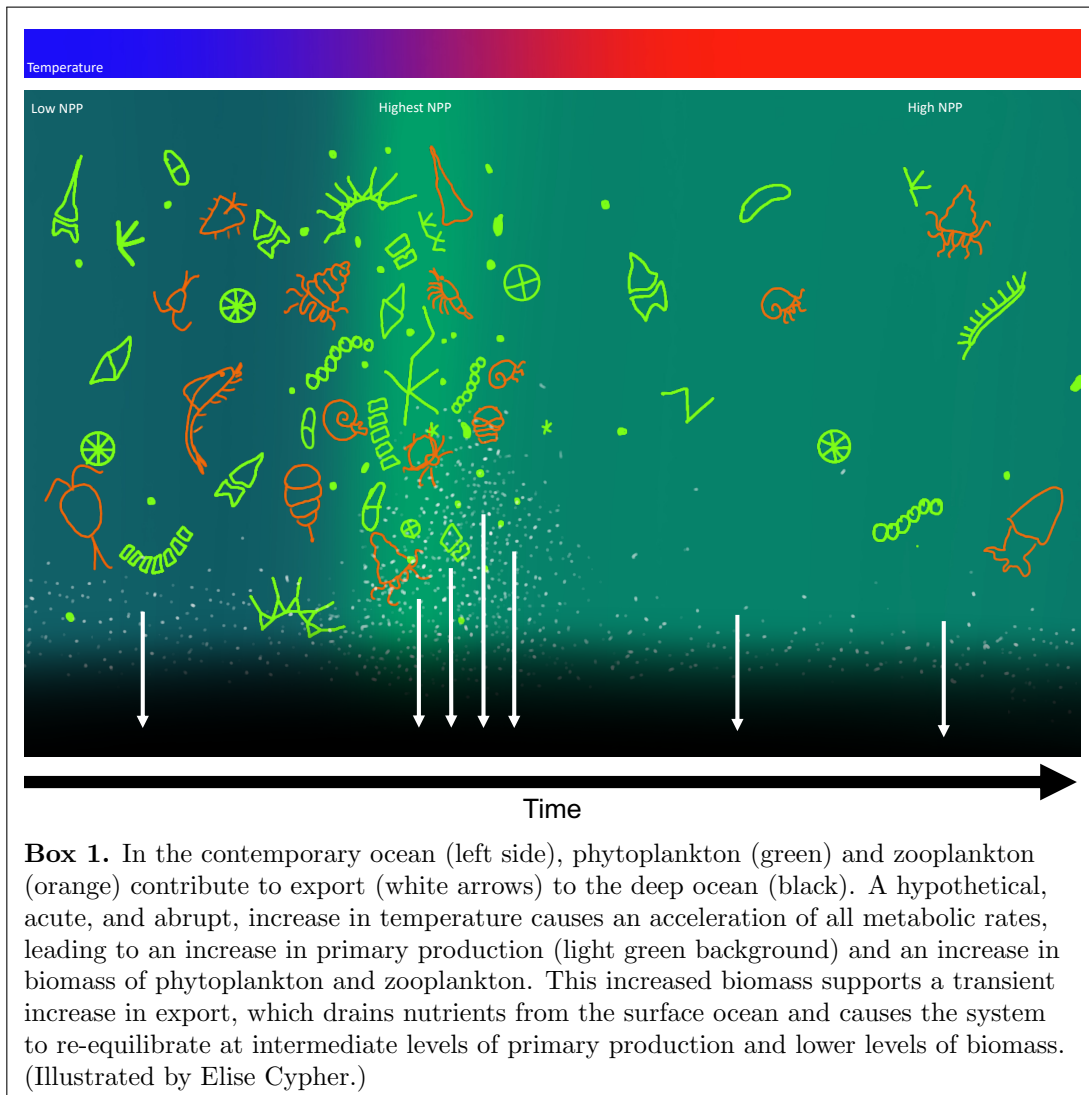 Temperature
Low NPP
Highest NPP
High NPP
Time
Box 1. In the contemporary ocean (left side), phytoplankton (green) and zooplankton
(orange) contribute to export (white arrows) to the deep ocean (black). A hypothetical,
acute, and abrupt, increase in temperature causes an acceleration of all metabolic rates,
leading to an increase in primary production (light green background) and an increase in
biomass of phytoplankton and zooplankton. This increased biomass supports a transient
increase in export, which drains nutrients from the surface ocean and causes the system
to re-equilibrate at intermediate levels of primary production and lower levels of biomass.
(Illustrated by Elise Cypher.)